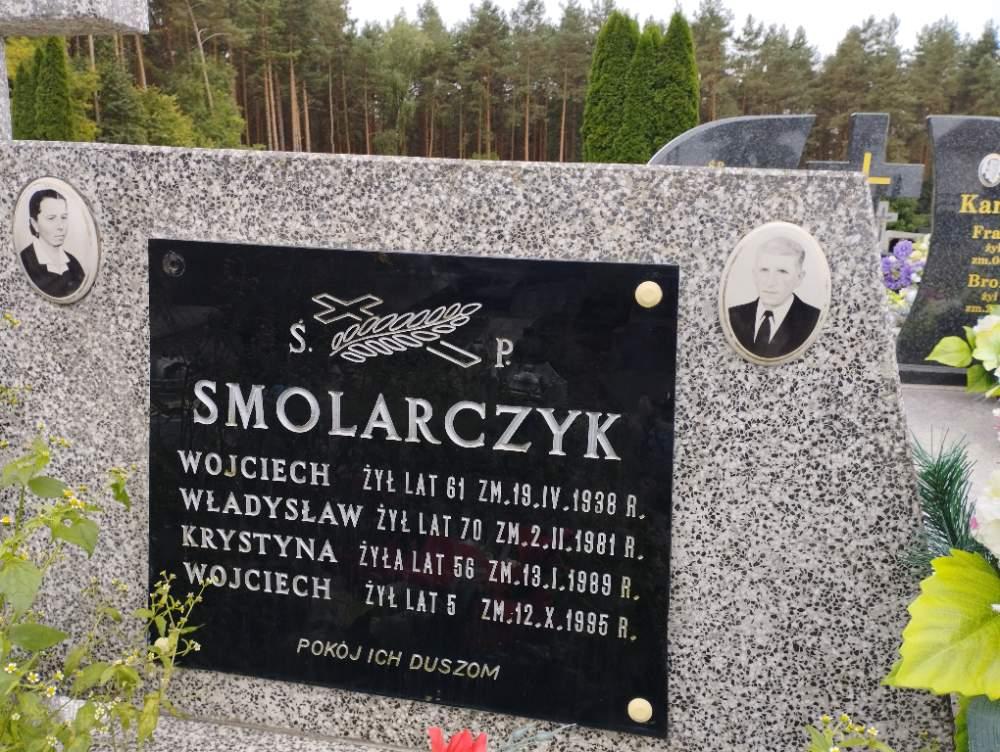 Ś. P.
SMOLARCZYK
WOJCIECH ŻYŁ LAT 61 ZM. 19.IV.1938 R.
WŁADYSŁAW ŻYŁ LAT 70 ZM. 2.II.1981 R.
KRYSTYNA ŻYŁA LAT 56 ZM. 13.I.1989 R.
WOJCIECH ŻYŁ LAT 5 ZM. 12.X.1995 R.
POKÓJ ICH DUSZOM